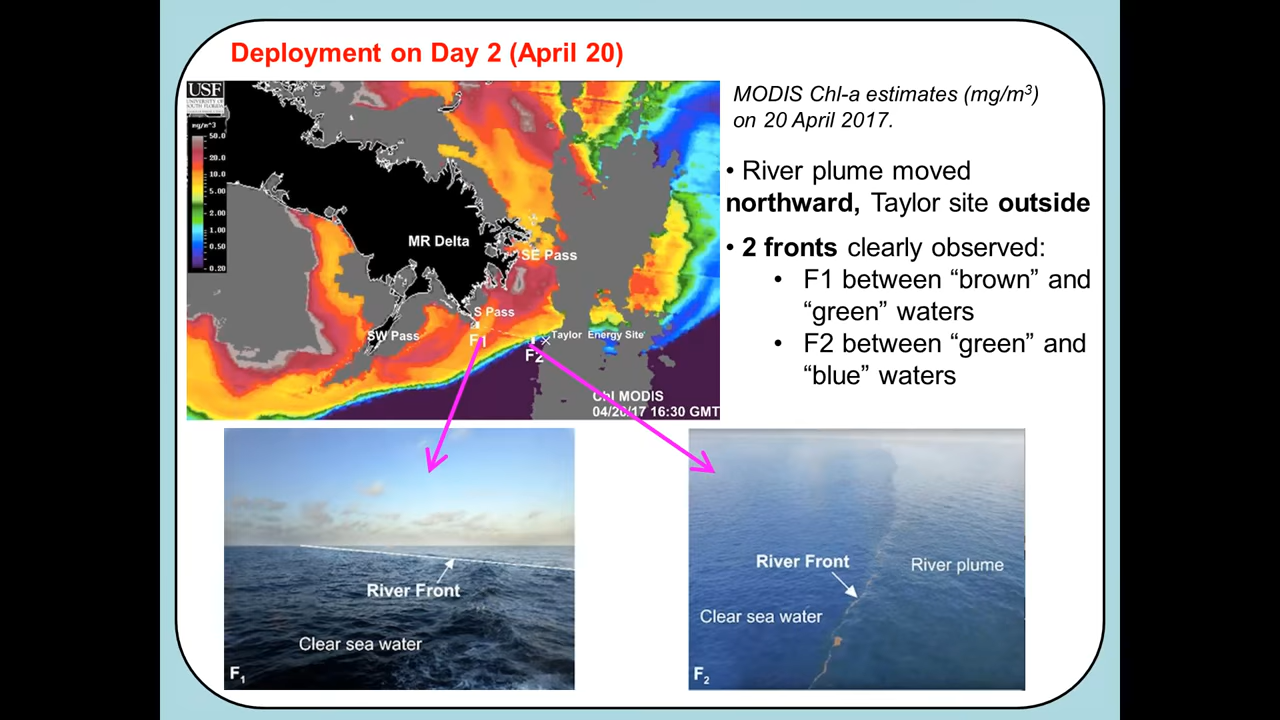 Deployment on Day 2 (April 20)
USF
UNIVERSITY OF
SOUTH FLORIDA
mg/m^3
50.0
20.0
10.0
5.00
2.00
1.00
0.50
0.20
MR Delta
SE Pass
S Pass
SW Pass
F1
Taylor Energy Site
F2
Chl MODIS
04/20/17 16:30 GMT
MODIS Chl-a estimates (mg/m³)
on 20 April 2017.
• River plume moved
northward, Taylor site outside
• 2 fronts clearly observed:
• F1 between “brown” and
“green” waters
• F2 between “green” and
“blue” waters
River Front
Clear sea water
F₁
River Front
River plume
Clear sea water
F₂